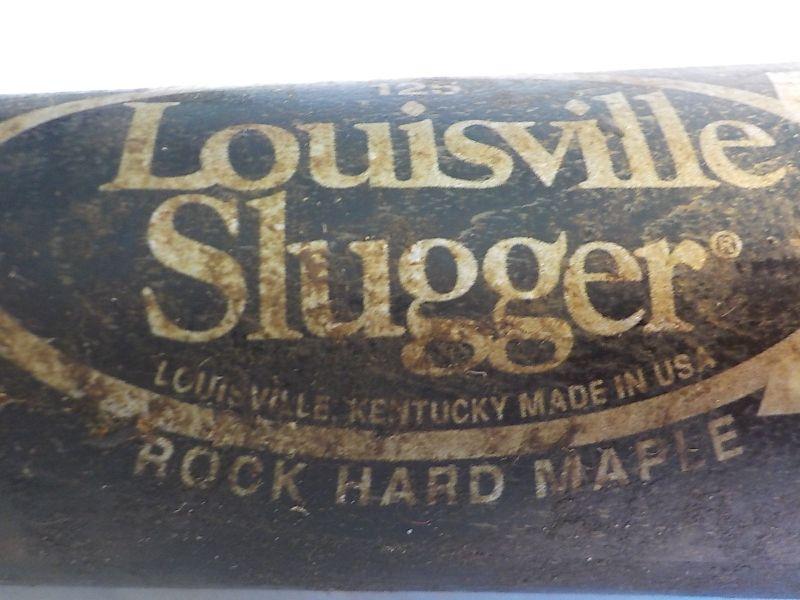 125
Louisville
Slugger®
LOUISVILLE, KENTUCKY MADE IN USA
ROCK HARD MAPLE